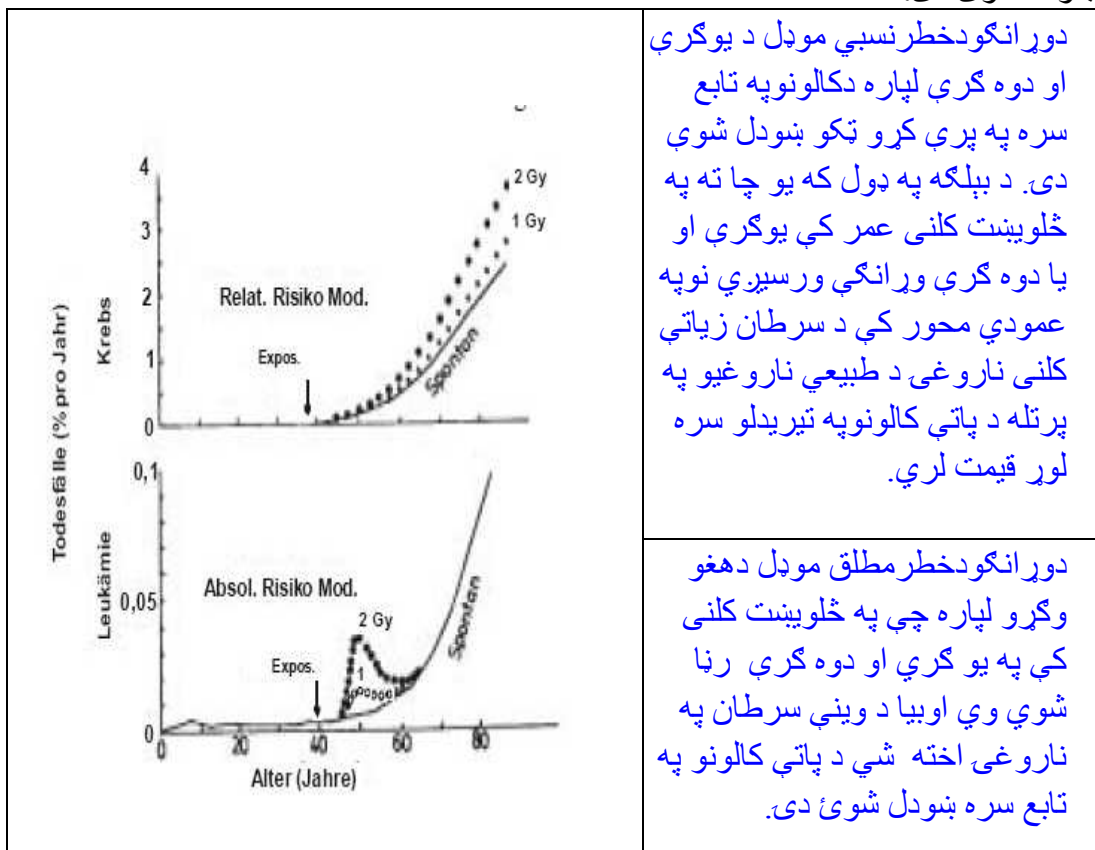 دوړانګودخطرنسبي موډل د يوګرې
او دوه ګرې لپاره دکالونوپه تابع
سره په پرې کړو ټکو ښودل شوې
دی. د بېلګه په ډول که يو چا ته په
څلويښت کلنی عمر کې يوګرې او
يا دوه ګرې وړانګې ورسيږي نوپه
عمودي محور کې د سرطان زياتې
کلنی ناروغۍ د طبيعي ناروغيو په
پرتله د پاتې کالونوپه تيريدلو سره
لوړ قيمت لري.
دوړانګودخطرمطلق موډل دهغو
وګړو لپاره چې په څلويښت کلنی
کې په يو ګرې او دوه ګرې رڼا
شوي وي اوبيا د وينې سرطان په
ناروغۍ اخته شي د پاتې کالونو په
تابع سره ښودل شوئ دی.
Todesfälle (% pro Jahr)
Krebs
4
3
2
1
0
2 Gy
1 Gy
Relat. Risiko Mod.
Expos.
Spontan
Leukämie
0,1
0,05
0
Absol. Risiko Mod.
2 Gy
1
Expos.
Spontan
0 20 40 60 80
Alter (Jahre)